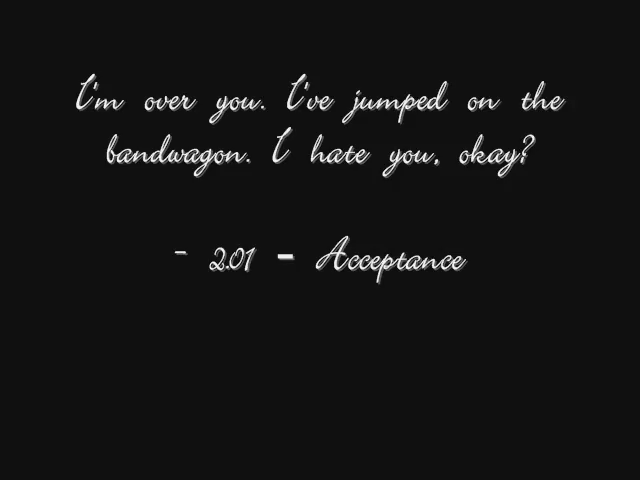 I'm over you. I've jumped on the
bandwagon. I hate you, okay?
- 2.01 - Acceptance